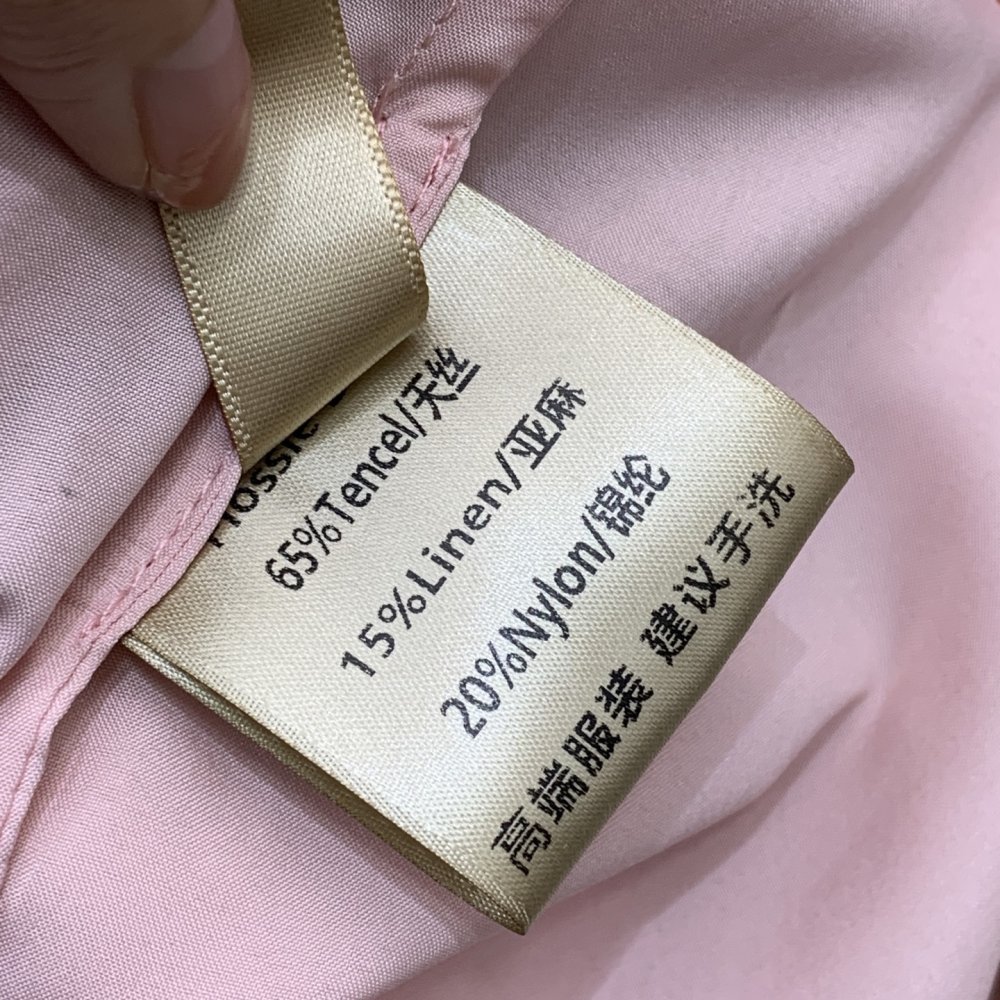 65%Tencel/天丝
15%Linen/亚麻
20%Nylon/锦纶
高端服装 建议手洗